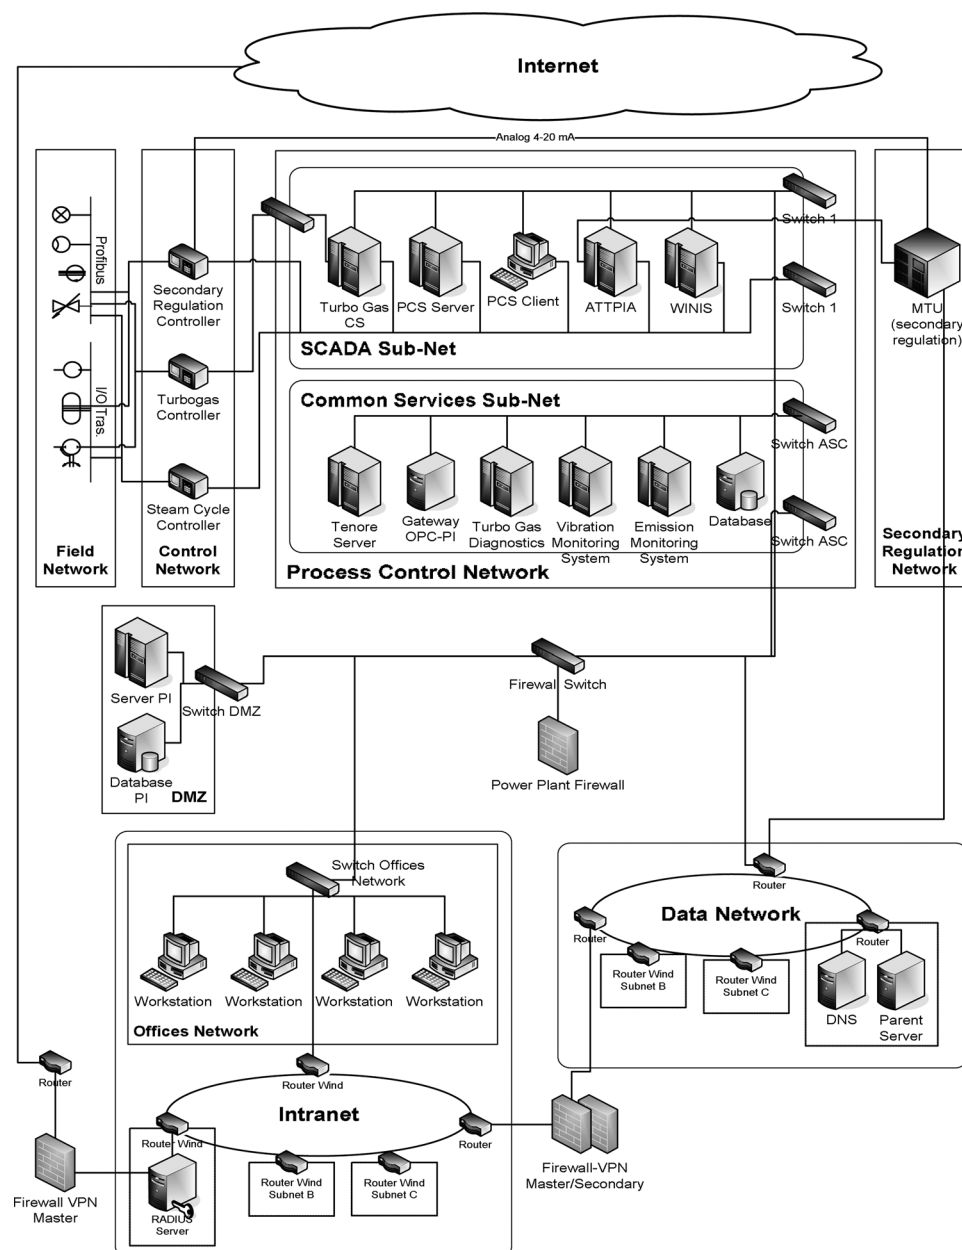 Internet
Analog 4-20 mA
Profibus
I/O Tras.
Field
Network
Secondary
Regulation
Controller
Turbogas
Controller
Steam Cycle
Controller
Control
Network
Turbo Gas
CS
PCS Server
PCS Client
ATTPIA
WINIS
Switch 1
Switch 1
SCADA Sub-Net
Common Services Sub-Net
Switch ASC
Tenore
Server
Gateway
OPC-PI
Turbo Gas
Diagnostics
Vibration
Monitoring
System
Emission
Monitoring
System
Database
Switch ASC
Process Control Network
MTU
(secondary
regulation)
Secondary
Regulation
Network
Server PI
Switch DMZ
Database
PI
DMZ
Firewall Switch
Power Plant Firewall
Switch Offices
Network
Workstation
Workstation
Workstation
Workstation
Offices Network
Router
Data Network
Router
Router
Router Wind
Subnet B
Router Wind
Subnet C
DNS
Parent
Server
Router
Router Wind
Intranet
Router Wind
Router
Router Wind
Subnet B
Router Wind
Subnet C
Firewall VPN
Master
RADIUS
Server
Firewall-VPN
Master/Secondary